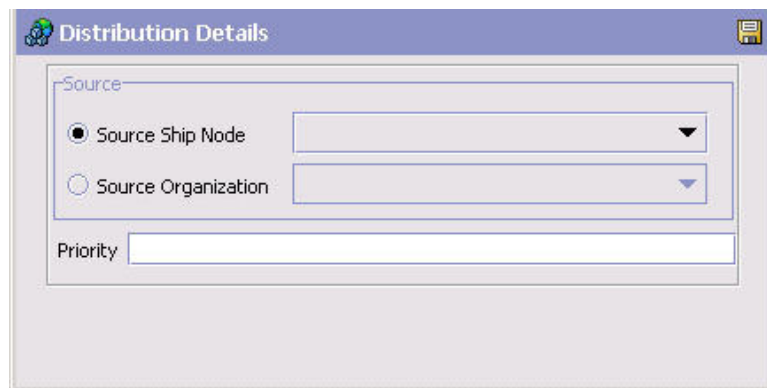 Distribution Details
Source
Source Ship Node
Source Organization
Priority